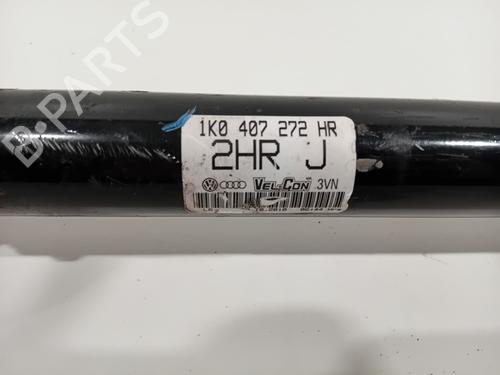 1K0 407 272 HR
2HR J
VEL CON 3VN
B-PARTS